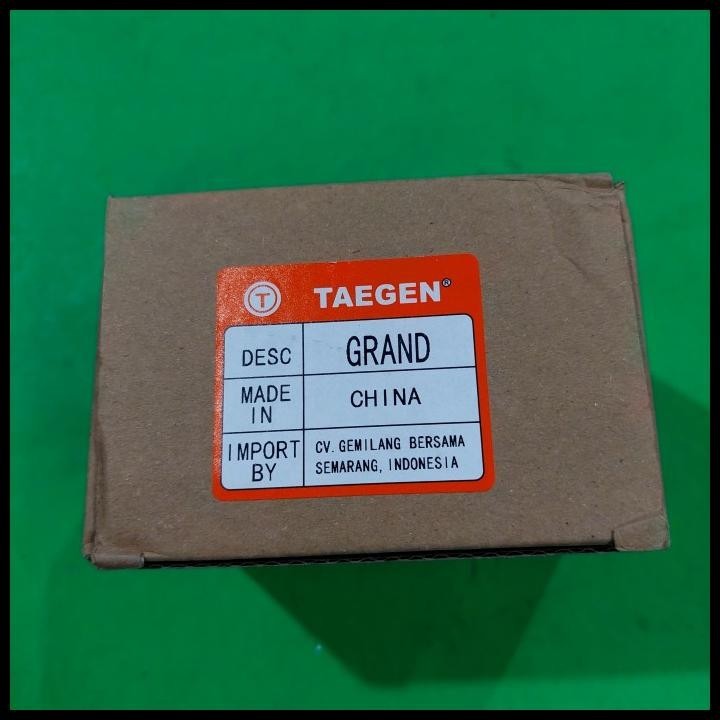 T TAEGEN®
DESC GRAND
MADE IN CHINA
IMPORT BY CV. GEMILANG BERSAMA
SEMARANG, INDONESIA